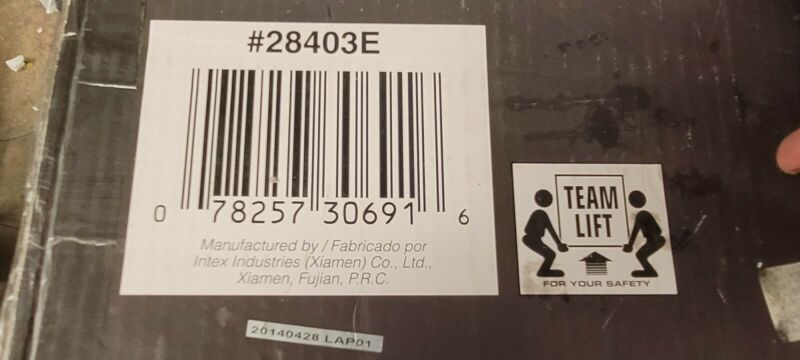 #28403E
0 78257 30691 6
Manufactured by / Fabricado por
Intex Industries (Xiamen) Co., Ltd.,
Xiamen, Fujian, P.R.C.
TEAM
LIFT
FOR YOUR SAFETY
20140428 LAP01